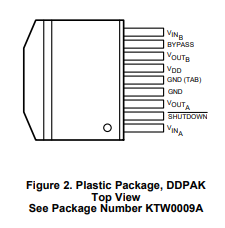 VINB
BYPASS
VOUTB
VDD
GND (TAB)
GND
VOUTA
SHUTDOWN
VINA
Figure 2. Plastic Package, DDPAK
Top View
See Package Number KTW0009A